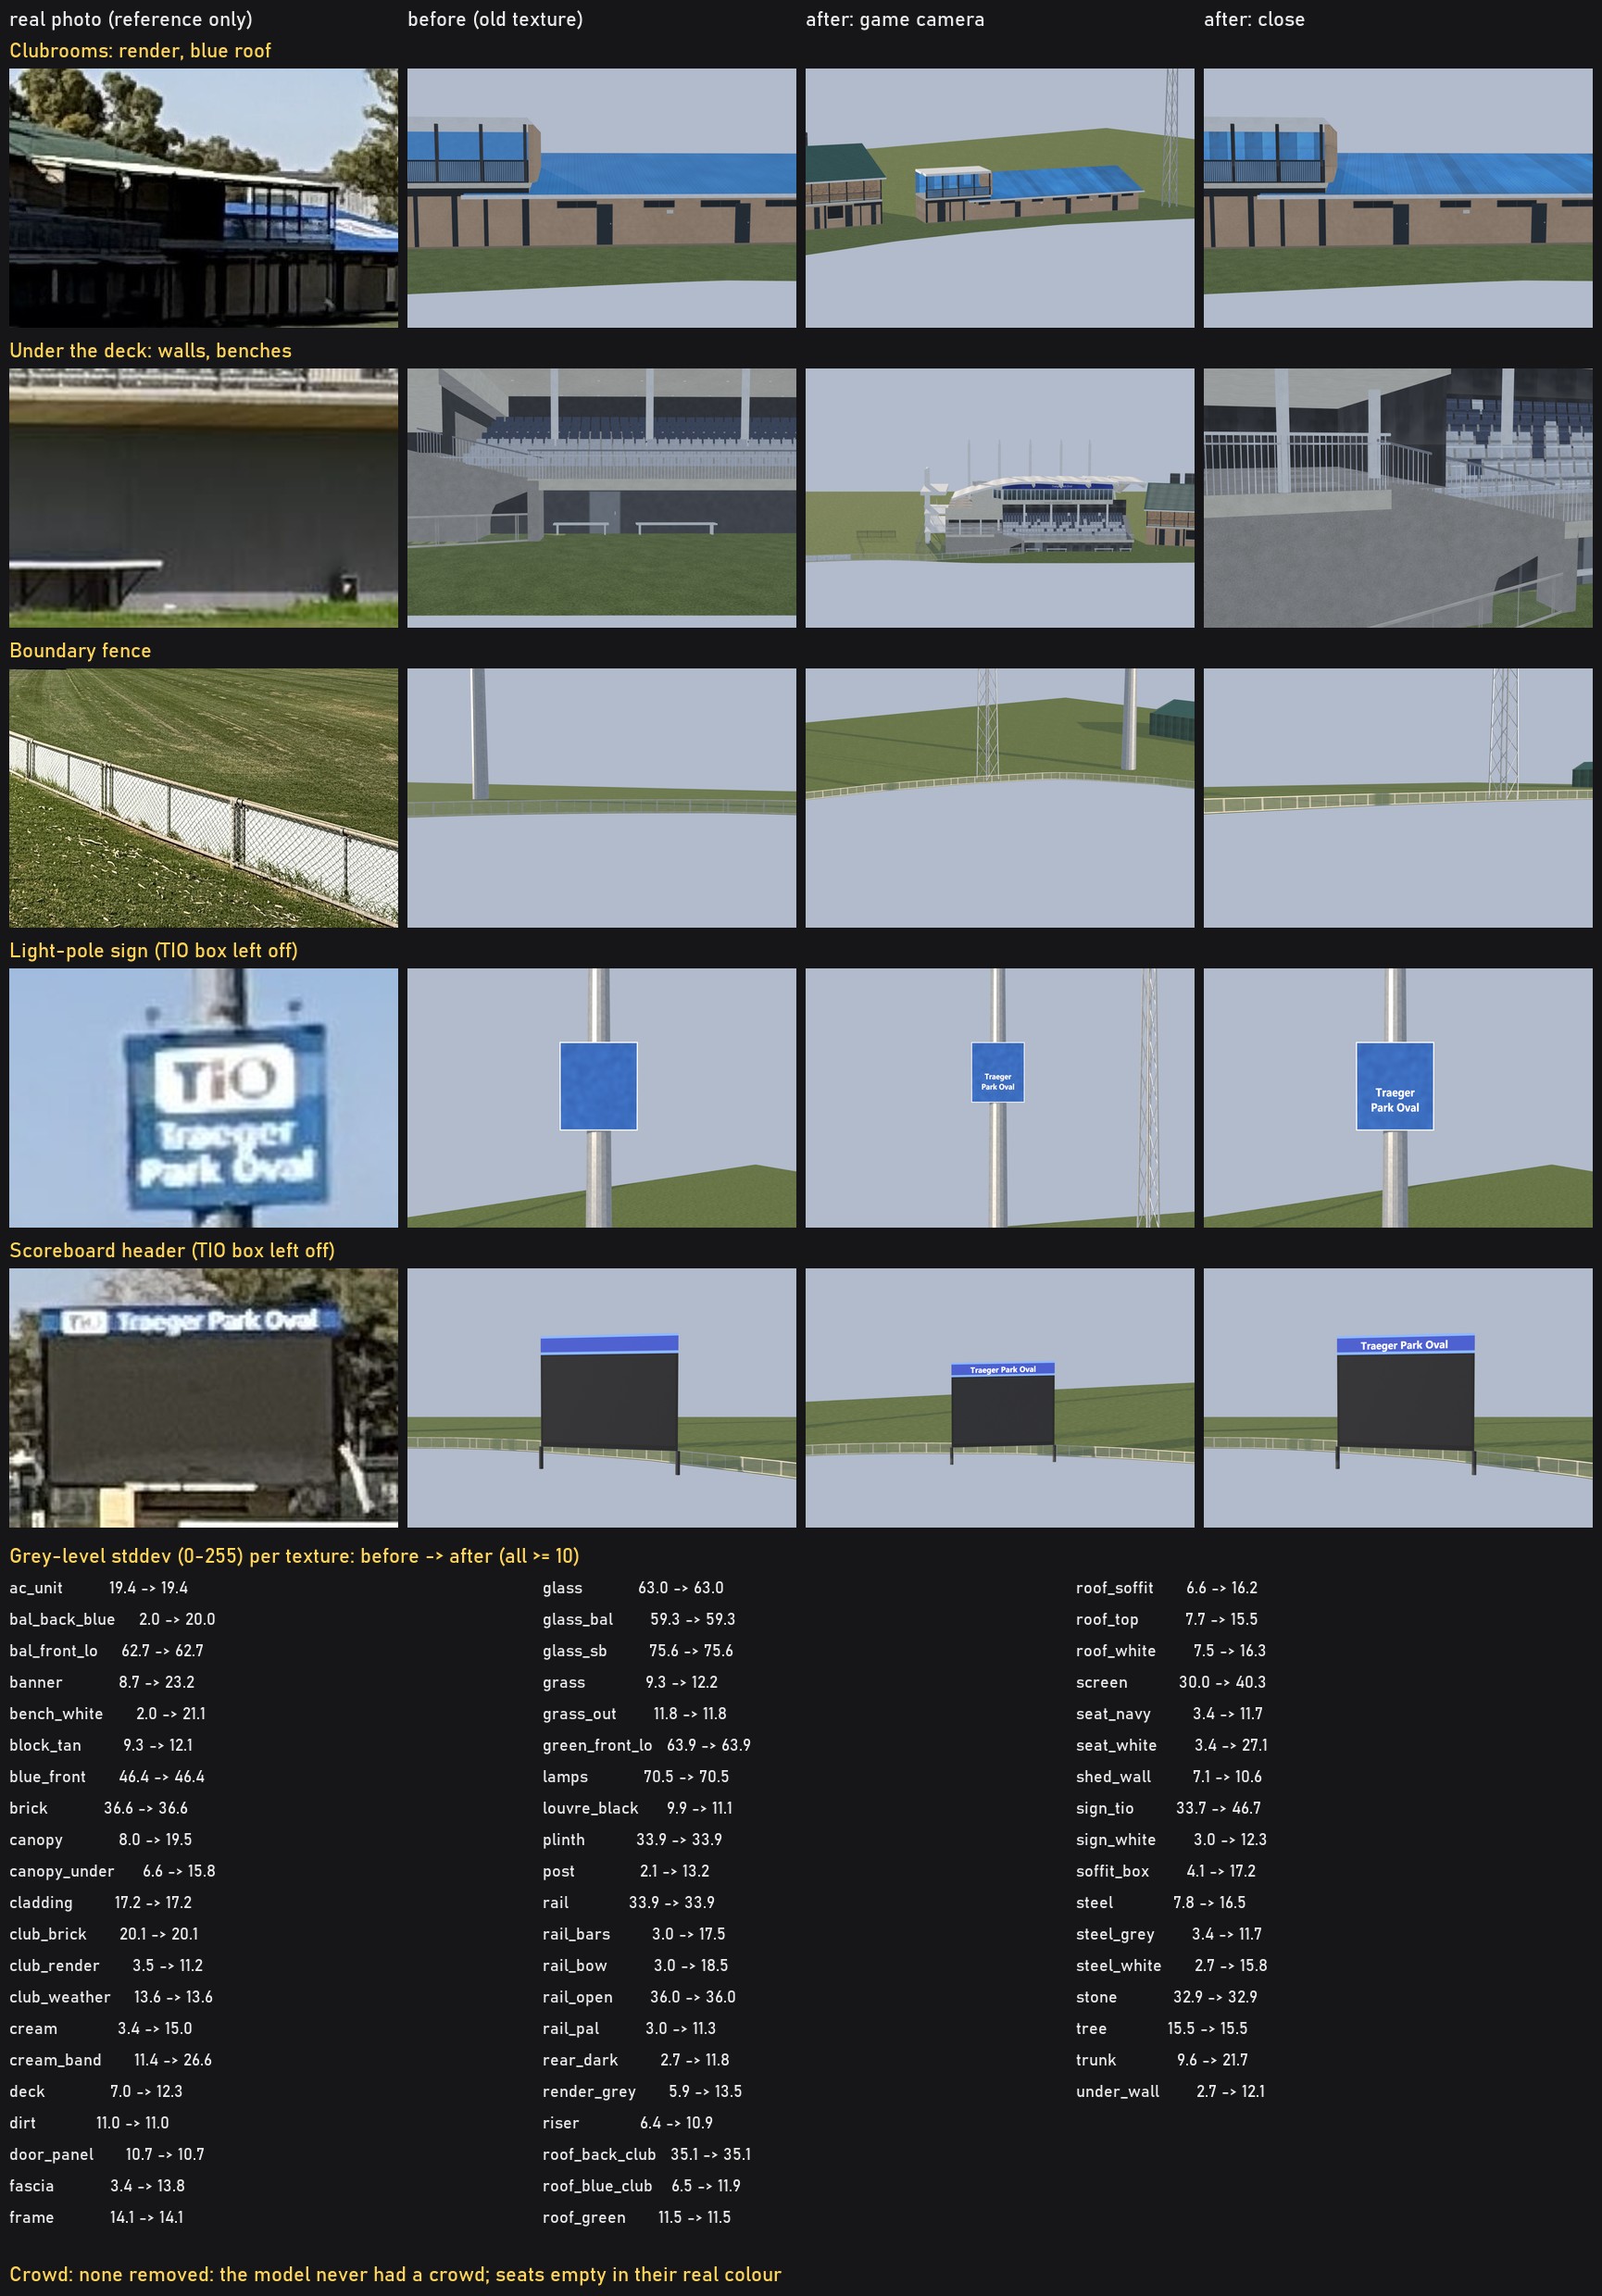 real photo (reference only)
before (old texture)
after: game camera
after: close
Clubrooms: render, blue roof
Under the deck: walls, benches
Boundary fence
Light-pole sign (TIO box left off)
TiO
Traeger
Park Oval
Traeger
Park Oval
Traeger
Park Oval
Scoreboard header (TIO box left off)
TiO Traeger Park Oval
Traeger Park Oval
Traeger Park Oval
Grey-level stddev (0-255) per texture: before -> after (all >= 10)
ac_unit 19.4 -> 19.4
bal_back_blue 2.0 -> 20.0
bal_front_lo 62.7 -> 62.7
banner 8.7 -> 23.2
bench_white 2.0 -> 21.1
block_tan 9.3 -> 12.1
blue_front 46.4 -> 46.4
brick 36.6 -> 36.6
canopy 8.0 -> 19.5
canopy_under 6.6 -> 15.8
cladding 17.2 -> 17.2
club_brick 20.1 -> 20.1
club_render 3.5 -> 11.2
club_weather 13.6 -> 13.6
cream 3.4 -> 15.0
cream_band 11.4 -> 26.6
deck 7.0 -> 12.3
dirt 11.0 -> 11.0
door_panel 10.7 -> 10.7
fascia 3.4 -> 13.8
frame 14.1 -> 14.1
glass 63.0 -> 63.0
glass_bal 59.3 -> 59.3
glass_sb 75.6 -> 75.6
grass 9.3 -> 12.2
grass_out 11.8 -> 11.8
green_front_lo 63.9 -> 63.9
lamps 70.5 -> 70.5
louvre_black 9.9 -> 11.1
plinth 33.9 -> 33.9
post 2.1 -> 13.2
rail 33.9 -> 33.9
rail_bars 3.0 -> 17.5
rail_bow 3.0 -> 18.5
rail_open 36.0 -> 36.0
rail_pal 3.0 -> 11.3
rear_dark 2.7 -> 11.8
render_grey 5.9 -> 13.5
riser 6.4 -> 10.9
roof_back_club 35.1 -> 35.1
roof_blue_club 6.5 -> 11.9
roof_green 11.5 -> 11.5
roof_soffit 6.6 -> 16.2
roof_top 7.7 -> 15.5
roof_white 7.5 -> 16.3
screen 30.0 -> 40.3
seat_navy 3.4 -> 11.7
seat_white 3.4 -> 27.1
shed_wall 7.1 -> 10.6
sign_tio 33.7 -> 46.7
sign_white 3.0 -> 12.3
soffit_box 4.1 -> 17.2
steel 7.8 -> 16.5
steel_grey 3.4 -> 11.7
steel_white 2.7 -> 15.8
stone 32.9 -> 32.9
tree 15.5 -> 15.5
trunk 9.6 -> 21.7
under_wall 2.7 -> 12.1
Crowd: none removed: the model never had a crowd; seats empty in their real colour